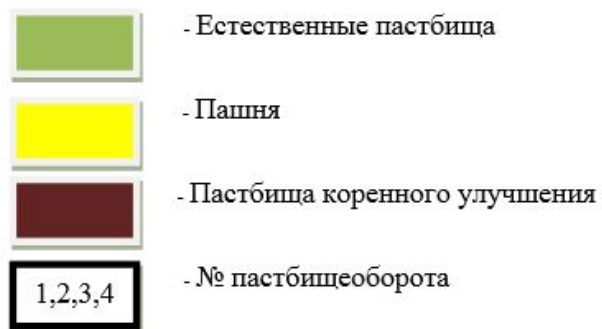 - Естественные пастбища
- Пашня
- Пастбища коренного улучшения
1,2,3,4 - № пастбищеоборота